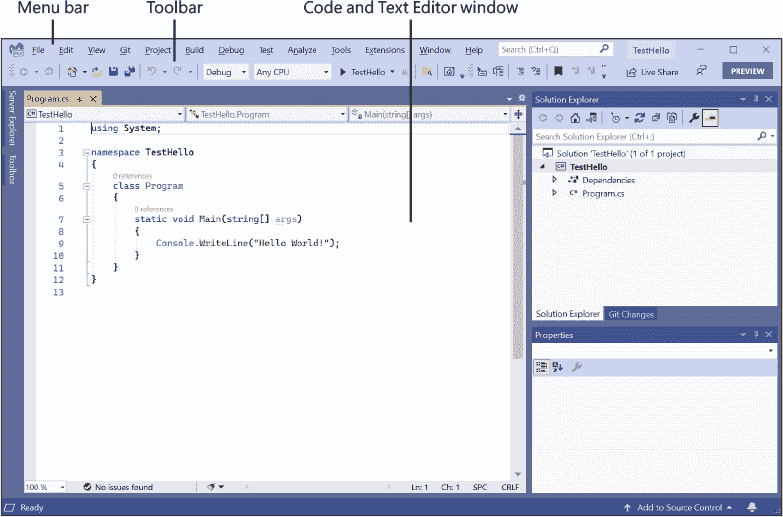 Menu bar Toolbar Code and Text Editor window
File Edit View Git Project Build Debug Test Analyze Tools Extensions Window Help Search (Ctrl+Q) TestHello
Debug Any CPU TestHello Live Share PREVIEW
Server Explorer
Toolbox
Program.cs
TestHello TestHello.Program Main(string[] args)
1 using System;
2
3 namespace TestHello
4 {
0 references
5 class Program
6 {
0 references
7 static void Main(string[] args)
8 {
9 Console.WriteLine("Hello World!");
10 }
11 }
12 }
13
100 % No issues found Ln: 1 Ch: 1 SPC CRLF
Solution Explorer
Search Solution Explorer (Ctrl+;)
Solution 'TestHello' (1 of 1 project)
C# TestHello
Dependencies
C# Program.cs
Solution Explorer Git Changes
Properties
Ready Add to Source Control